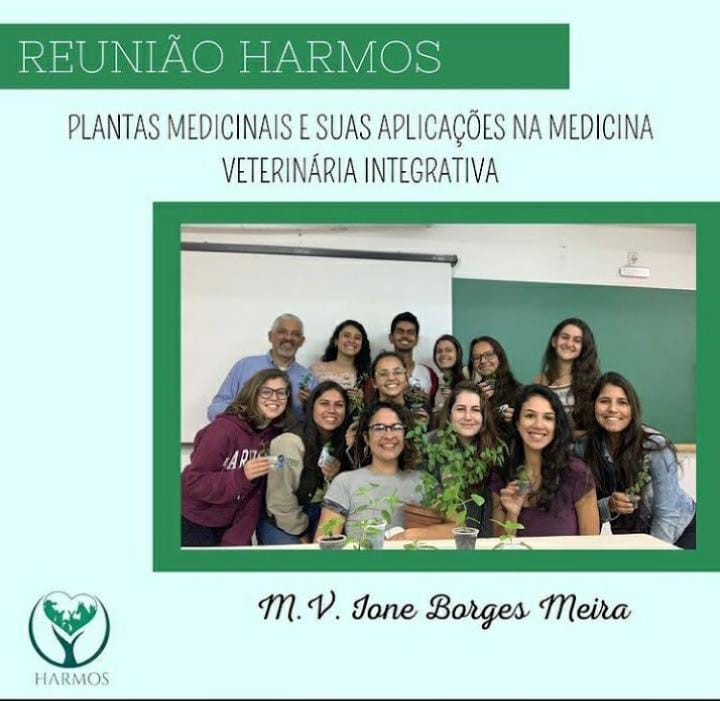 REUNIÃO HARMOS
PLANTAS MEDICINAIS E SUAS APLICAÇÕES NA MEDICINA
VETERINÁRIA INTEGRATIVA
M.V. Ione Borges Meira
HARMOS